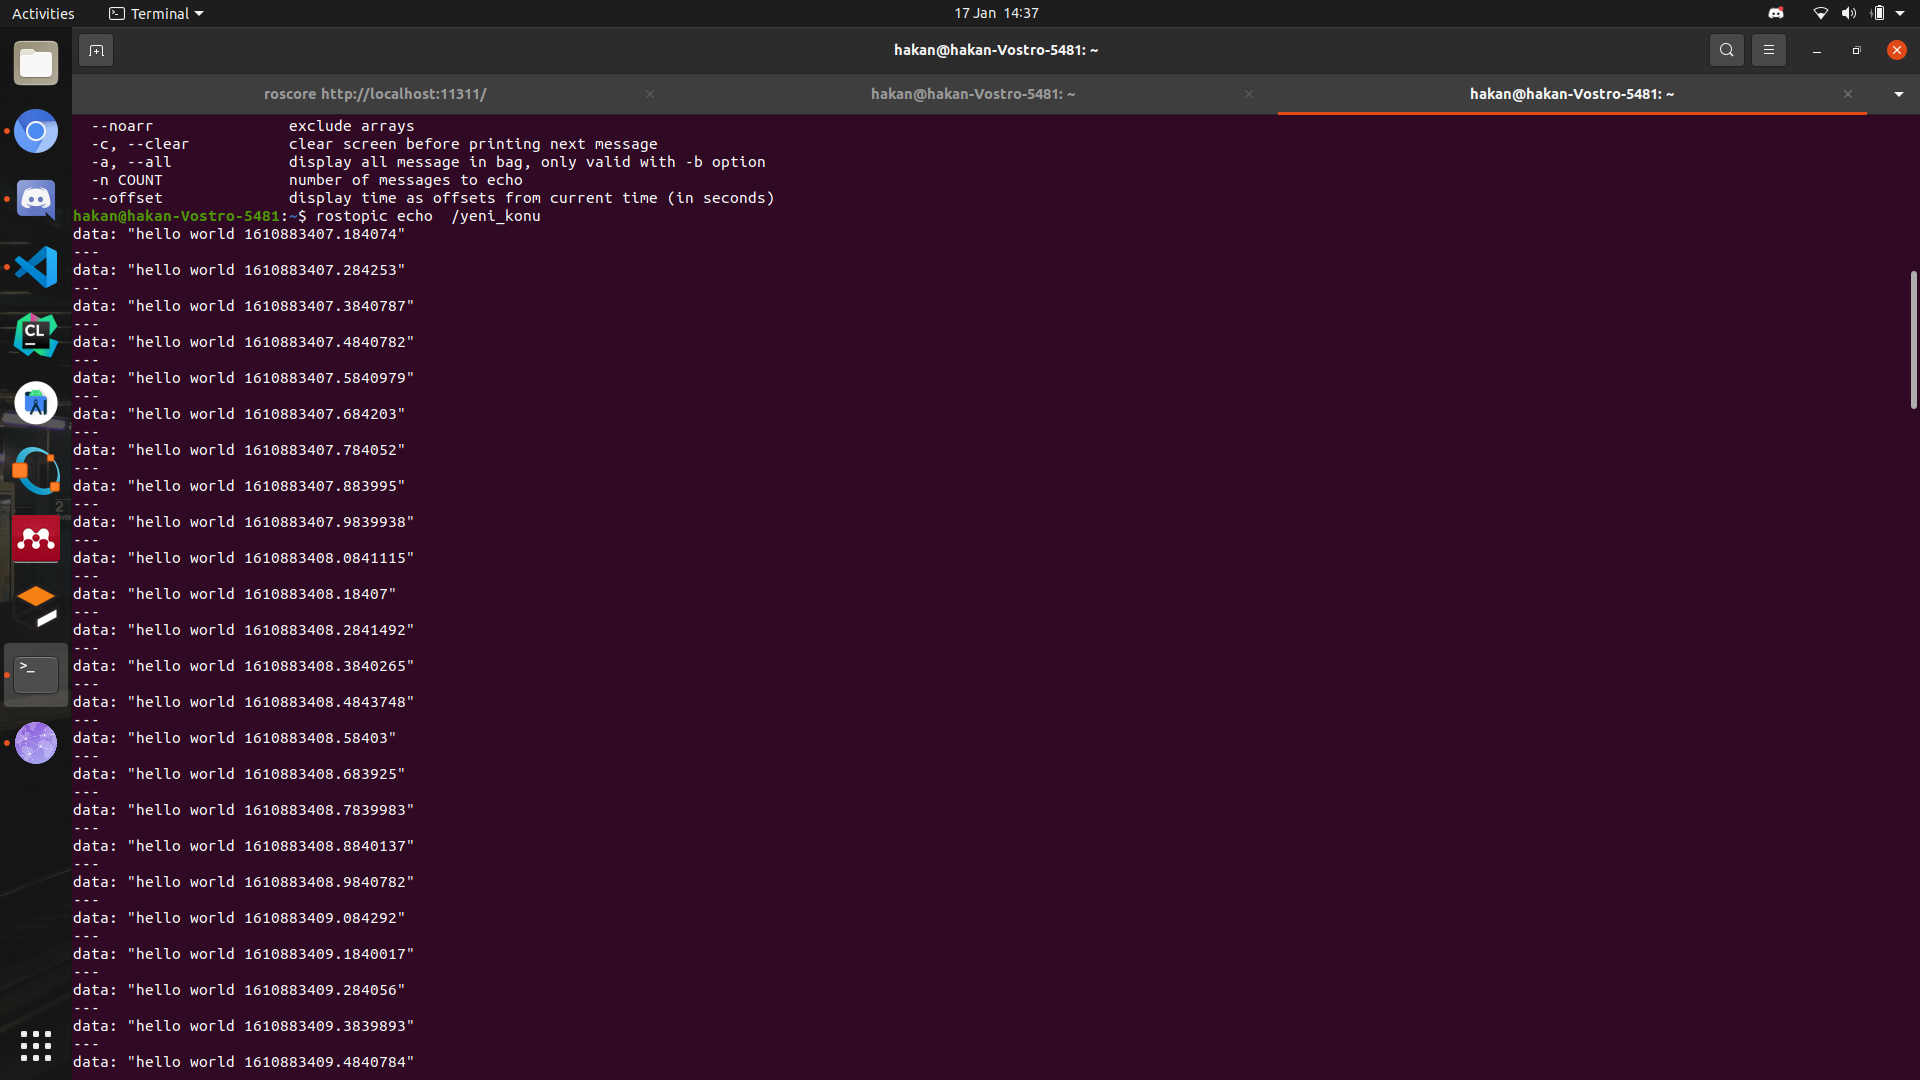 Activities
Terminal
17 Jan 14:37
hakan@hakan-Vostro-5481: ~
roscore http://localhost:11311/
hakan@hakan-Vostro-5481: ~
hakan@hakan-Vostro-5481: ~
--noarr exclude arrays
-c, --clear clear screen before printing next message
-a, --all display all message in bag, only valid with -b option
-n COUNT number of messages to echo
--offset display time as offsets from current time (in seconds)
hakan@hakan-Vostro-5481:~$ rostopic echo  /yeni_konu
data: "hello world 1610883407.184074"
---
data: "hello world 1610883407.284253"
---
data: "hello world 1610883407.3840787"
---
data: "hello world 1610883407.4840782"
---
data: "hello world 1610883407.5840979"
---
data: "hello world 1610883407.684203"
---
data: "hello world 1610883407.784052"
---
data: "hello world 1610883407.883995"
---
data: "hello world 1610883407.9839938"
---
data: "hello world 1610883408.0841115"
---
data: "hello world 1610883408.18407"
---
data: "hello world 1610883408.2841492"
---
data: "hello world 1610883408.3840265"
---
data: "hello world 1610883408.4843748"
---
data: "hello world 1610883408.58403"
---
data: "hello world 1610883408.683925"
---
data: "hello world 1610883408.7839983"
---
data: "hello world 1610883408.8840137"
---
data: "hello world 1610883408.9840782"
---
data: "hello world 1610883409.084292"
---
data: "hello world 1610883409.1840017"
---
data: "hello world 1610883409.284056"
---
data: "hello world 1610883409.3839893"
---
data: "hello world 1610883409.4840784"
CL
>_